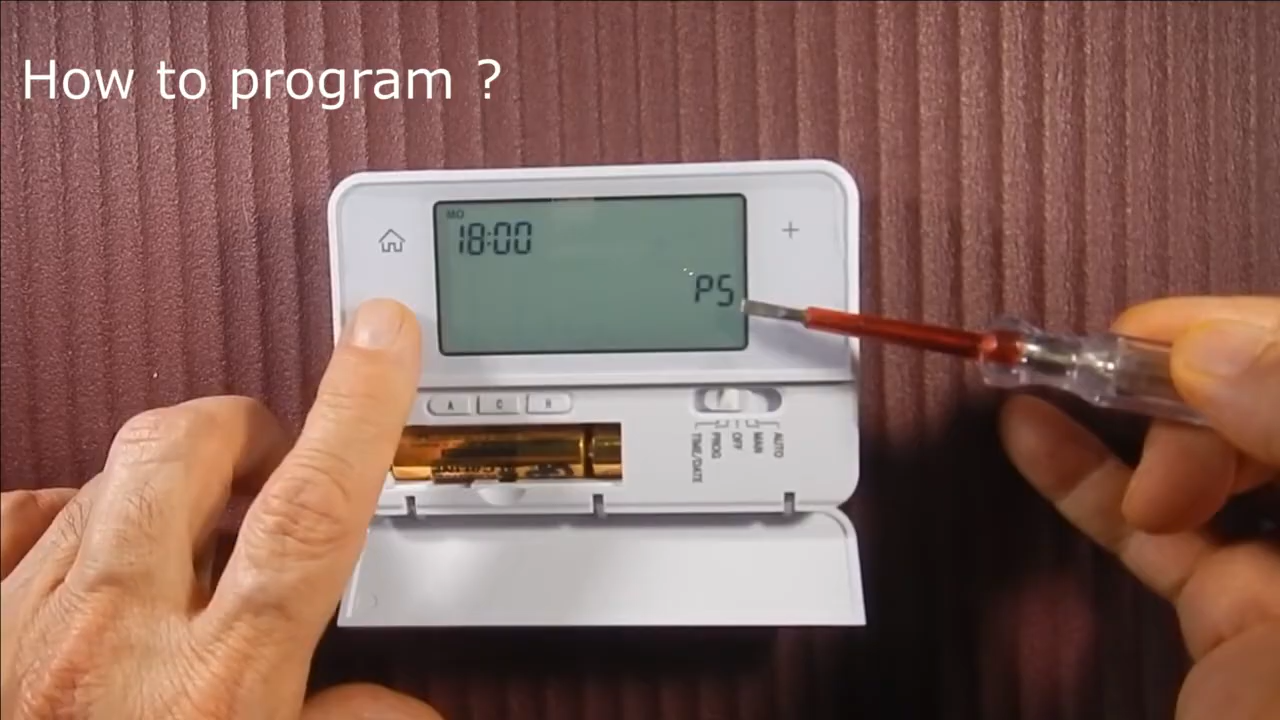 How to program ?
MO
18:00
PS
+
A C R
AUTO
MAN
OFF
PROG
TIME/DATE